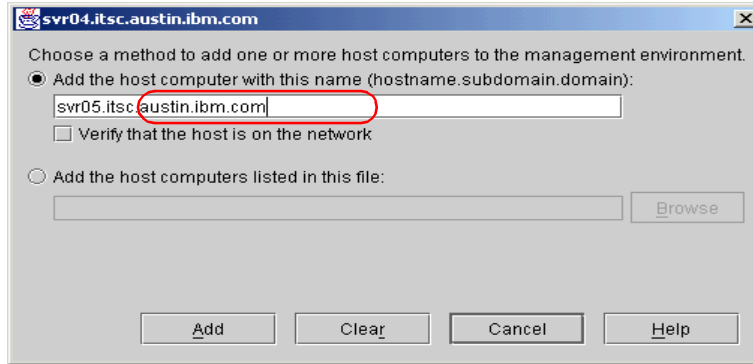 svr04.itsc.austin.ibm.com
Choose a method to add one or more host computers to the management environment.
Add the host computer with this name (hostname.subdomain.domain):
svr05.itsc.austin.ibm.com
Verify that the host is on the network
Add the host computers listed in this file:
Browse
Add Clear Cancel Help